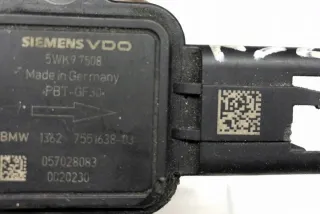 SIEMENS VDO
5WK9 7508
Made in Germany
>PBT-GF30<
BMW 1362 7551638-03
057028083
0020230